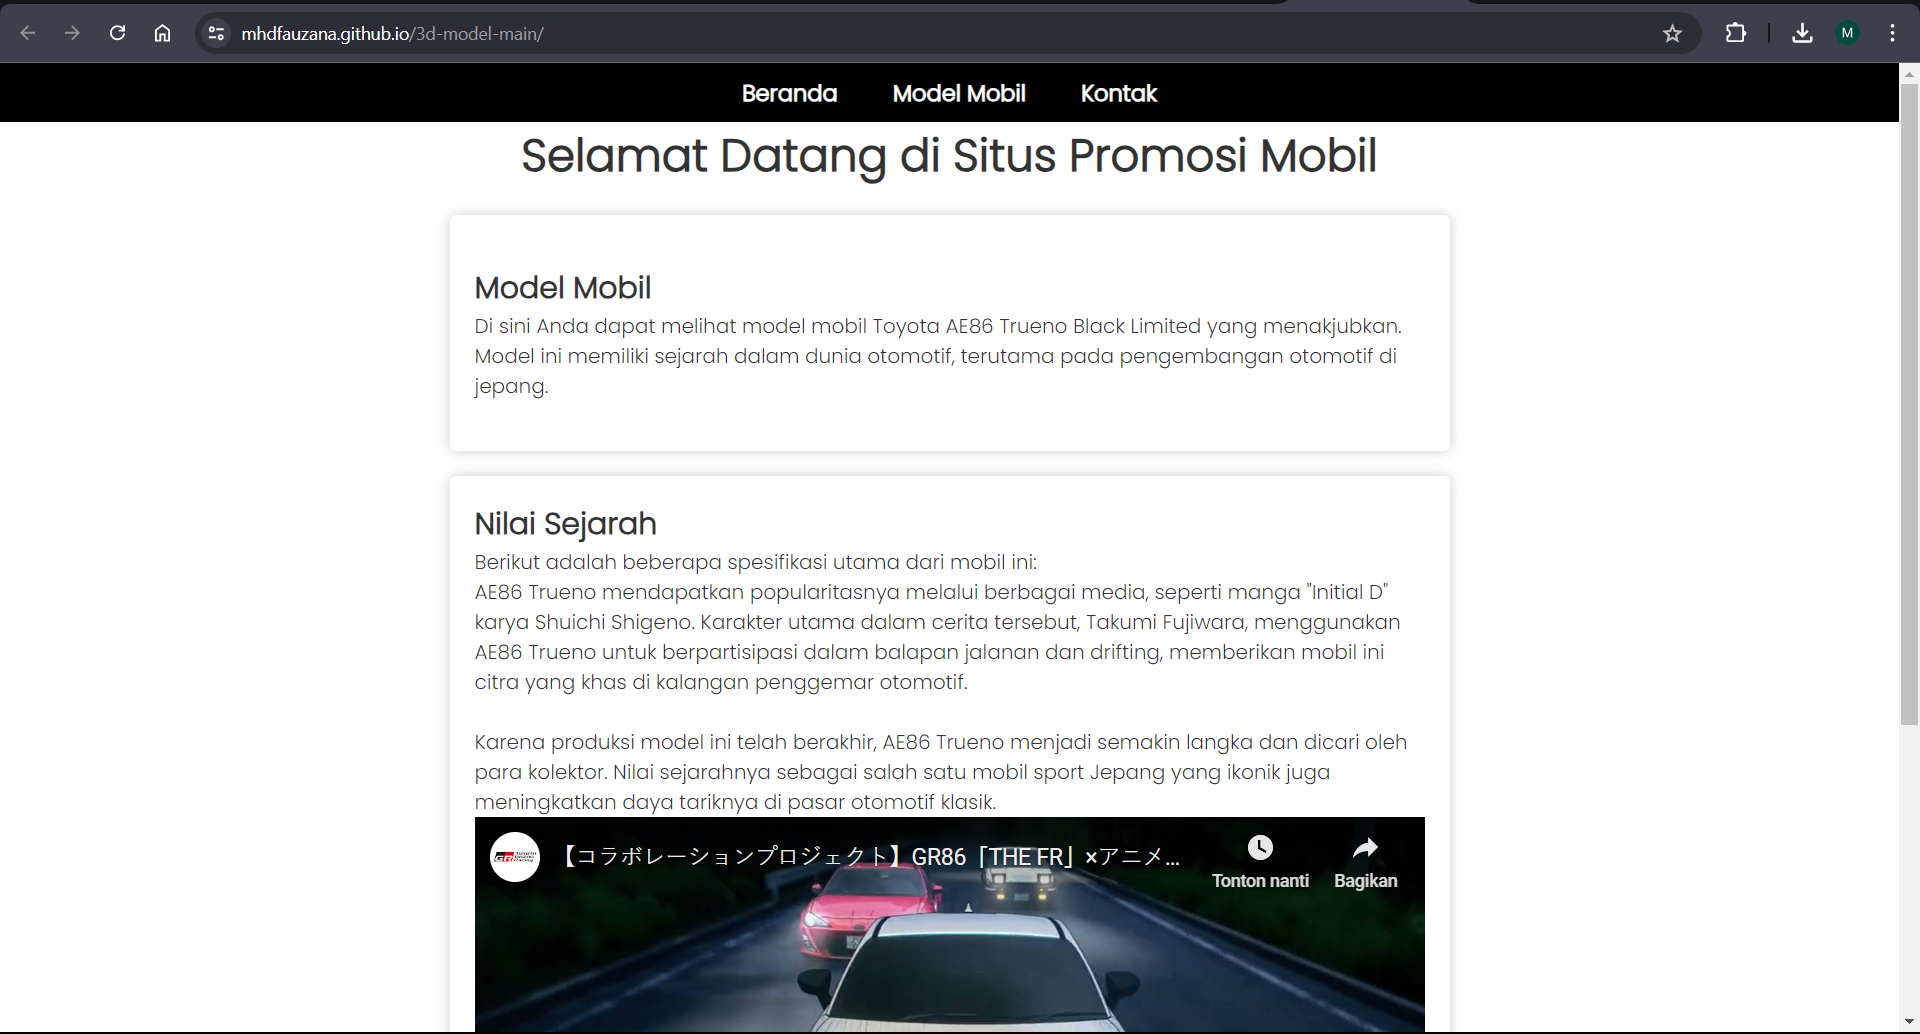 mhdfauzana.github.io/3d-model-main/
M
Beranda Model Mobil Kontak
Selamat Datang di Situs Promosi Mobil
Model Mobil
Di sini Anda dapat melihat model mobil Toyota AE86 Trueno Black Limited yang menakjubkan.
Model ini memiliki sejarah dalam dunia otomotif, terutama pada pengembangan otomotif di
jepang.
Nilai Sejarah
Berikut adalah beberapa spesifikasi utama dari mobil ini:
AE86 Trueno mendapatkan popularitasnya melalui berbagai media, seperti manga "Initial D"
karya Shuichi Shigeno. Karakter utama dalam cerita tersebut, Takumi Fujiwara, menggunakan
AE86 Trueno untuk berpartisipasi dalam balapan jalanan dan drifting, memberikan mobil ini
citra yang khas di kalangan penggemar otomotif.
Karena produksi model ini telah berakhir, AE86 Trueno menjadi semakin langka dan dicari oleh
para kolektor. Nilai sejarahnya sebagai salah satu mobil sport Jepang yang ikonik juga
meningkatkan daya tariknya di pasar otomotif klasik.
GR
【コラボレーションプロジェクト】GR86「THE FR」×アニメ...
Tonton nanti Bagikan